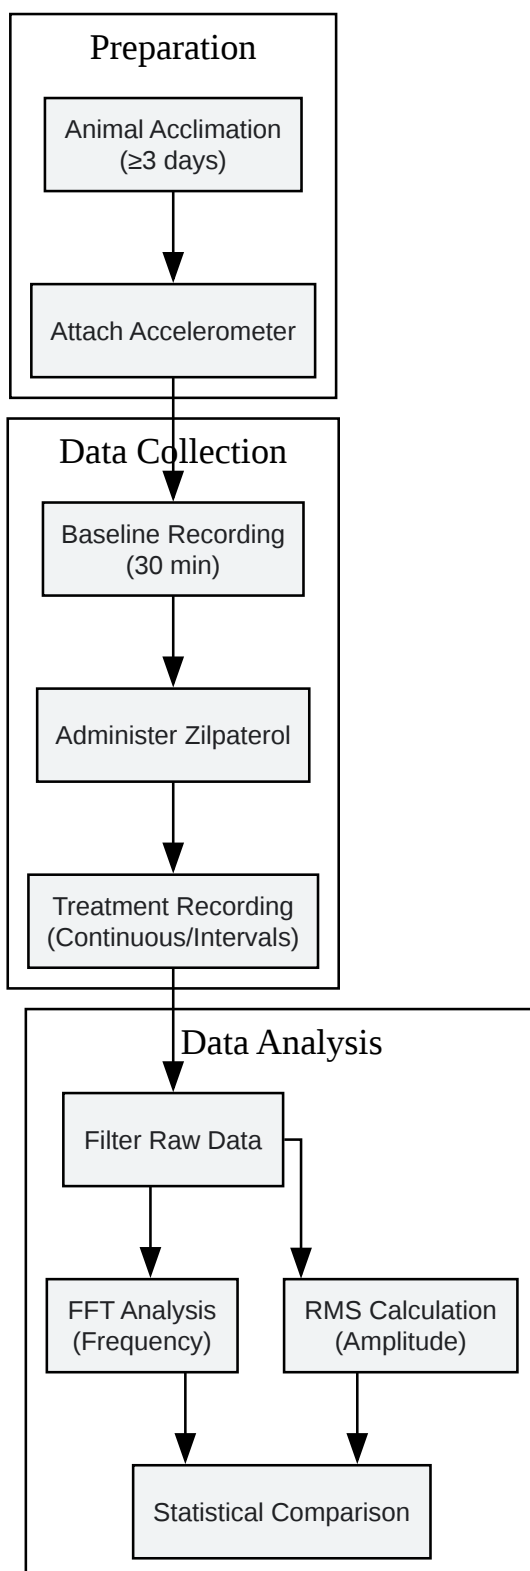 Preparation
Animal Acclimation
(≥3 days)
Attach Accelerometer
Data Collection
Baseline Recording
(30 min)
Administer Zilpaterol
Treatment Recording
(Continuous/Intervals)
Data Analysis
Filter Raw Data
FFT Analysis
(Frequency)
RMS Calculation
(Amplitude)
Statistical Comparison